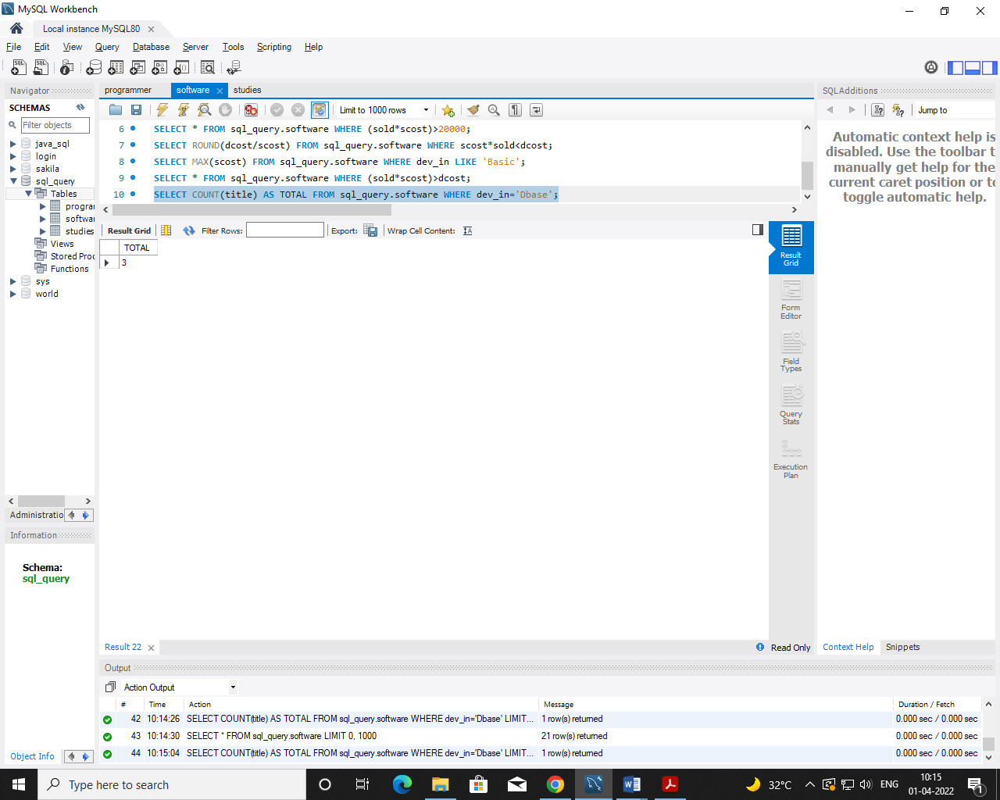 MySQL Workbench
Local instance MySQL80
File Edit View Query Database Server Tools Scripting Help
Navigator
SCHEMAS
Filter objects
java_sql
login
sakila
sql_query
Tables
prograr
softwar
studies
Views
Stored Proc
Functions
sys
world
Administratio
Information
Schema:
sql_query
Object Info
programmer software studies
Limit to 1000 rows
6 SELECT * FROM sql_query.software WHERE (sold*scost)>20000;
7 SELECT ROUND(dcost/scost) FROM sql_query.software WHERE scost*sold<dcost;
8 SELECT MAX(scost) FROM sql_query.software WHERE dev_in LIKE 'Basic';
9 SELECT * FROM sql_query.software WHERE (sold*scost)>dcost;
10 SELECT COUNT(title) AS TOTAL FROM sql_query.software WHERE dev_in='Dbase';
Result Grid Filter Rows: Export: Wrap Cell Content:
TOTAL
3
Result
Grid
Form
Editor
Field
Types
Query
Stats
Execution
Plan
Result 22
Read Only
SQLAdditions
Jump to
Automatic context help is
disabled. Use the toolbar t
manually get help for the
current caret position or to
toggle automatic help.
Context Help Snippets
Output
Action Output
# Time Action Message Duration / Fetch
42 10:14:26 SELECT COUNT(title) AS TOTAL FROM sql_query.software WHERE dev_in='Dbase' LIMIT... 1 row(s) returned 0.000 sec / 0.000 sec
43 10:14:30 SELECT * FROM sql_query.software LIMIT 0, 1000 21 row(s) returned 0.000 sec / 0.000 sec
44 10:15:04 SELECT COUNT(title) AS TOTAL FROM sql_query.software WHERE dev_in='Dbase' LIMIT... 1 row(s) returned 0.000 sec / 0.000 sec
Type here to search
32°C
ENG
10:15
01-04-2022
1